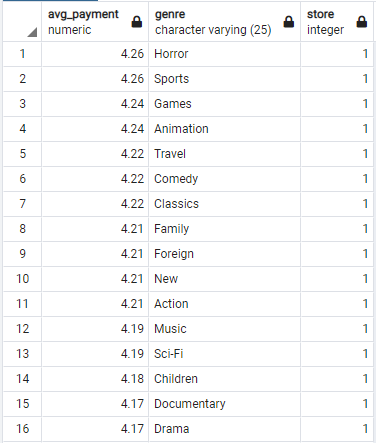 avg_payment genre store
numeric character varying (25) integer
1 4.26 Horror 1
2 4.26 Sports 1
3 4.24 Games 1
4 4.24 Animation 1
5 4.22 Travel 1
6 4.22 Comedy 1
7 4.22 Classics 1
8 4.21 Family 1
9 4.21 Foreign 1
10 4.21 New 1
11 4.21 Action 1
12 4.19 Music 1
13 4.19 Sci-Fi 1
14 4.18 Children 1
15 4.17 Documentary 1
16 4.17 Drama 1